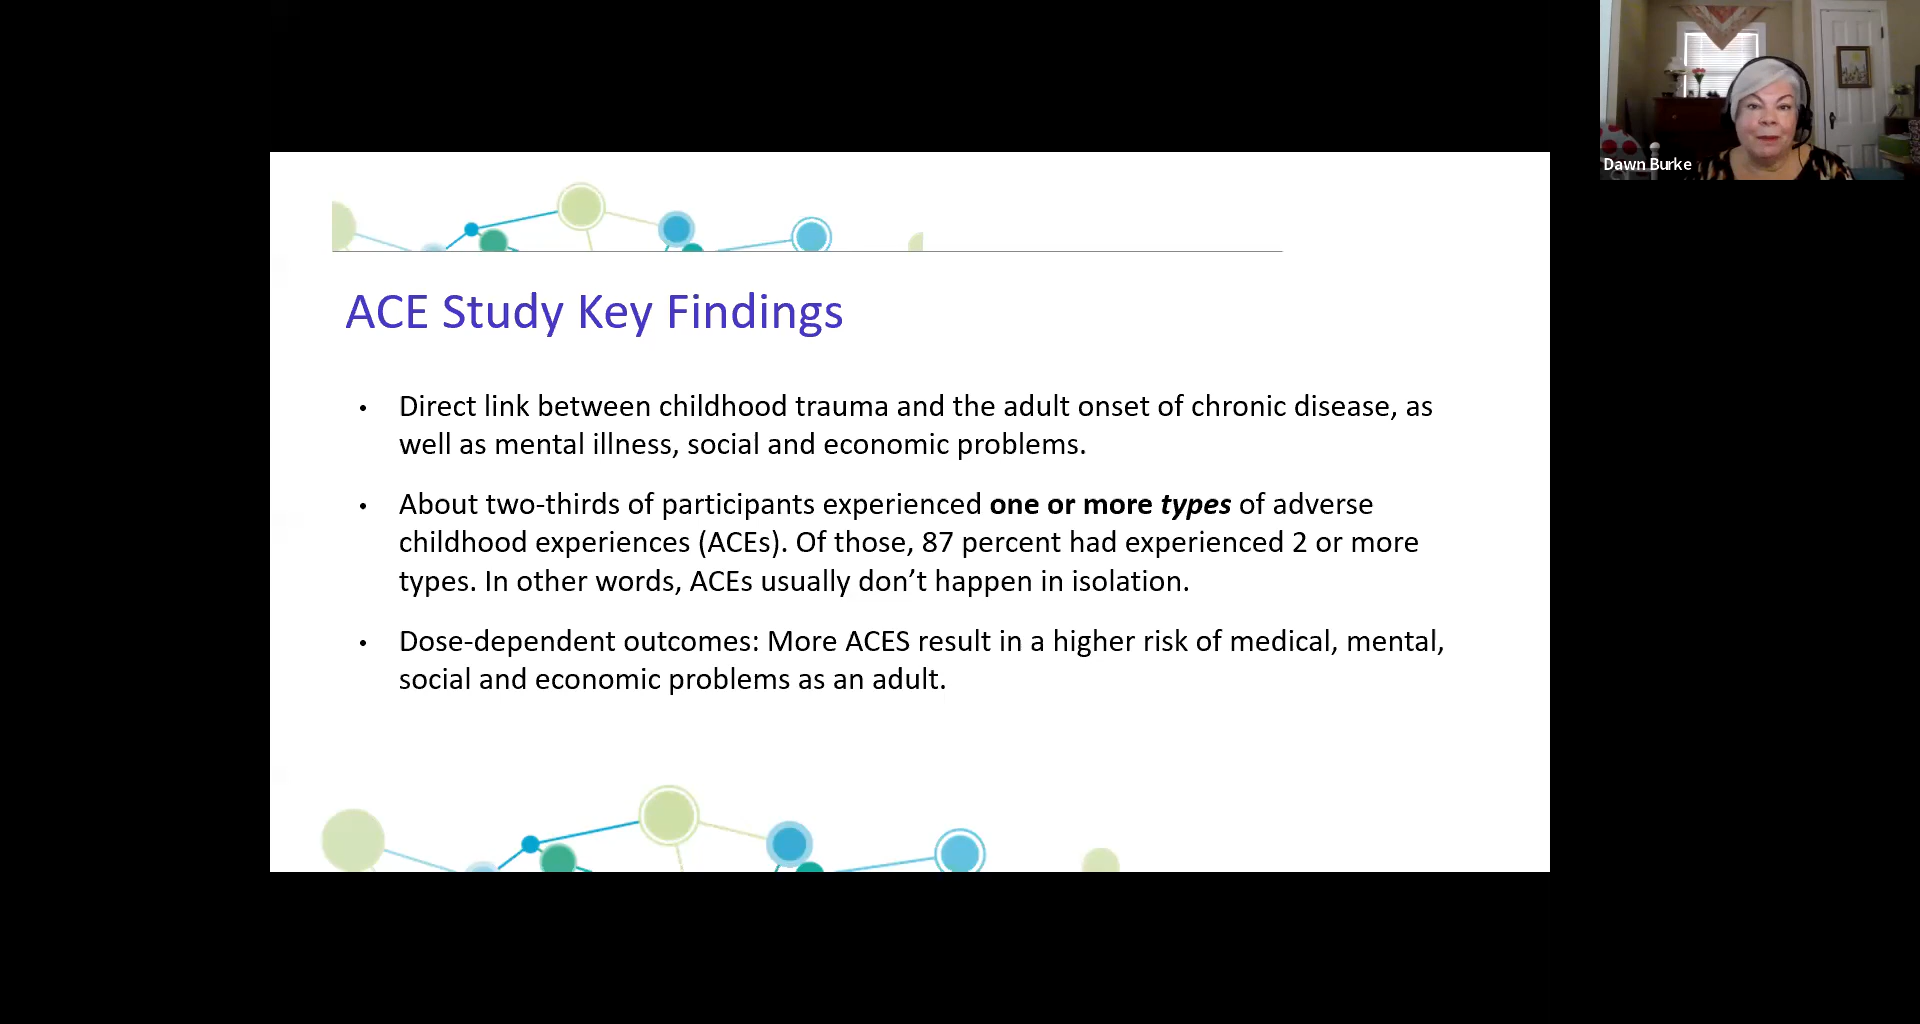 Dawn Burke
ACE Study Key Findings
• Direct link between childhood trauma and the adult onset of chronic disease, as
well as mental illness, social and economic problems.
• About two-thirds of participants experienced one or more types of adverse
childhood experiences (ACEs). Of those, 87 percent had experienced 2 or more
types. In other words, ACEs usually don’t happen in isolation.
• Dose-dependent outcomes: More ACES result in a higher risk of medical, mental,
social and economic problems as an adult.